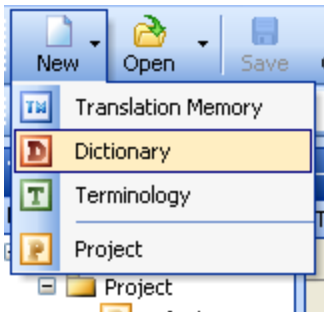 New Open Save
TM Translation Memory
D Dictionary
T Terminology
P Project
Project